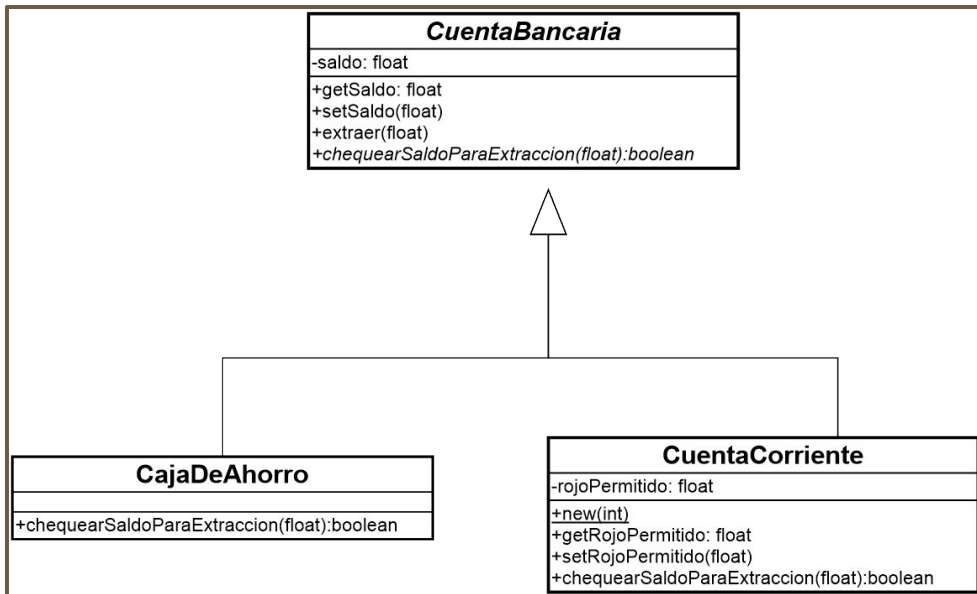 CuentaBancaria
-saldo: float
+getSaldo: float
+setSaldo(float)
+extraer(float)
+chequearSaldoParaExtraccion(float):boolean
CajaDeAhorro
+chequearSaldoParaExtraccion(float):boolean
CuentaCorriente
-rojoPermitido: float
+new(int)
+getRojoPermitido: float
+setRojoPermitido(float)
+chequearSaldoParaExtraccion(float):boolean